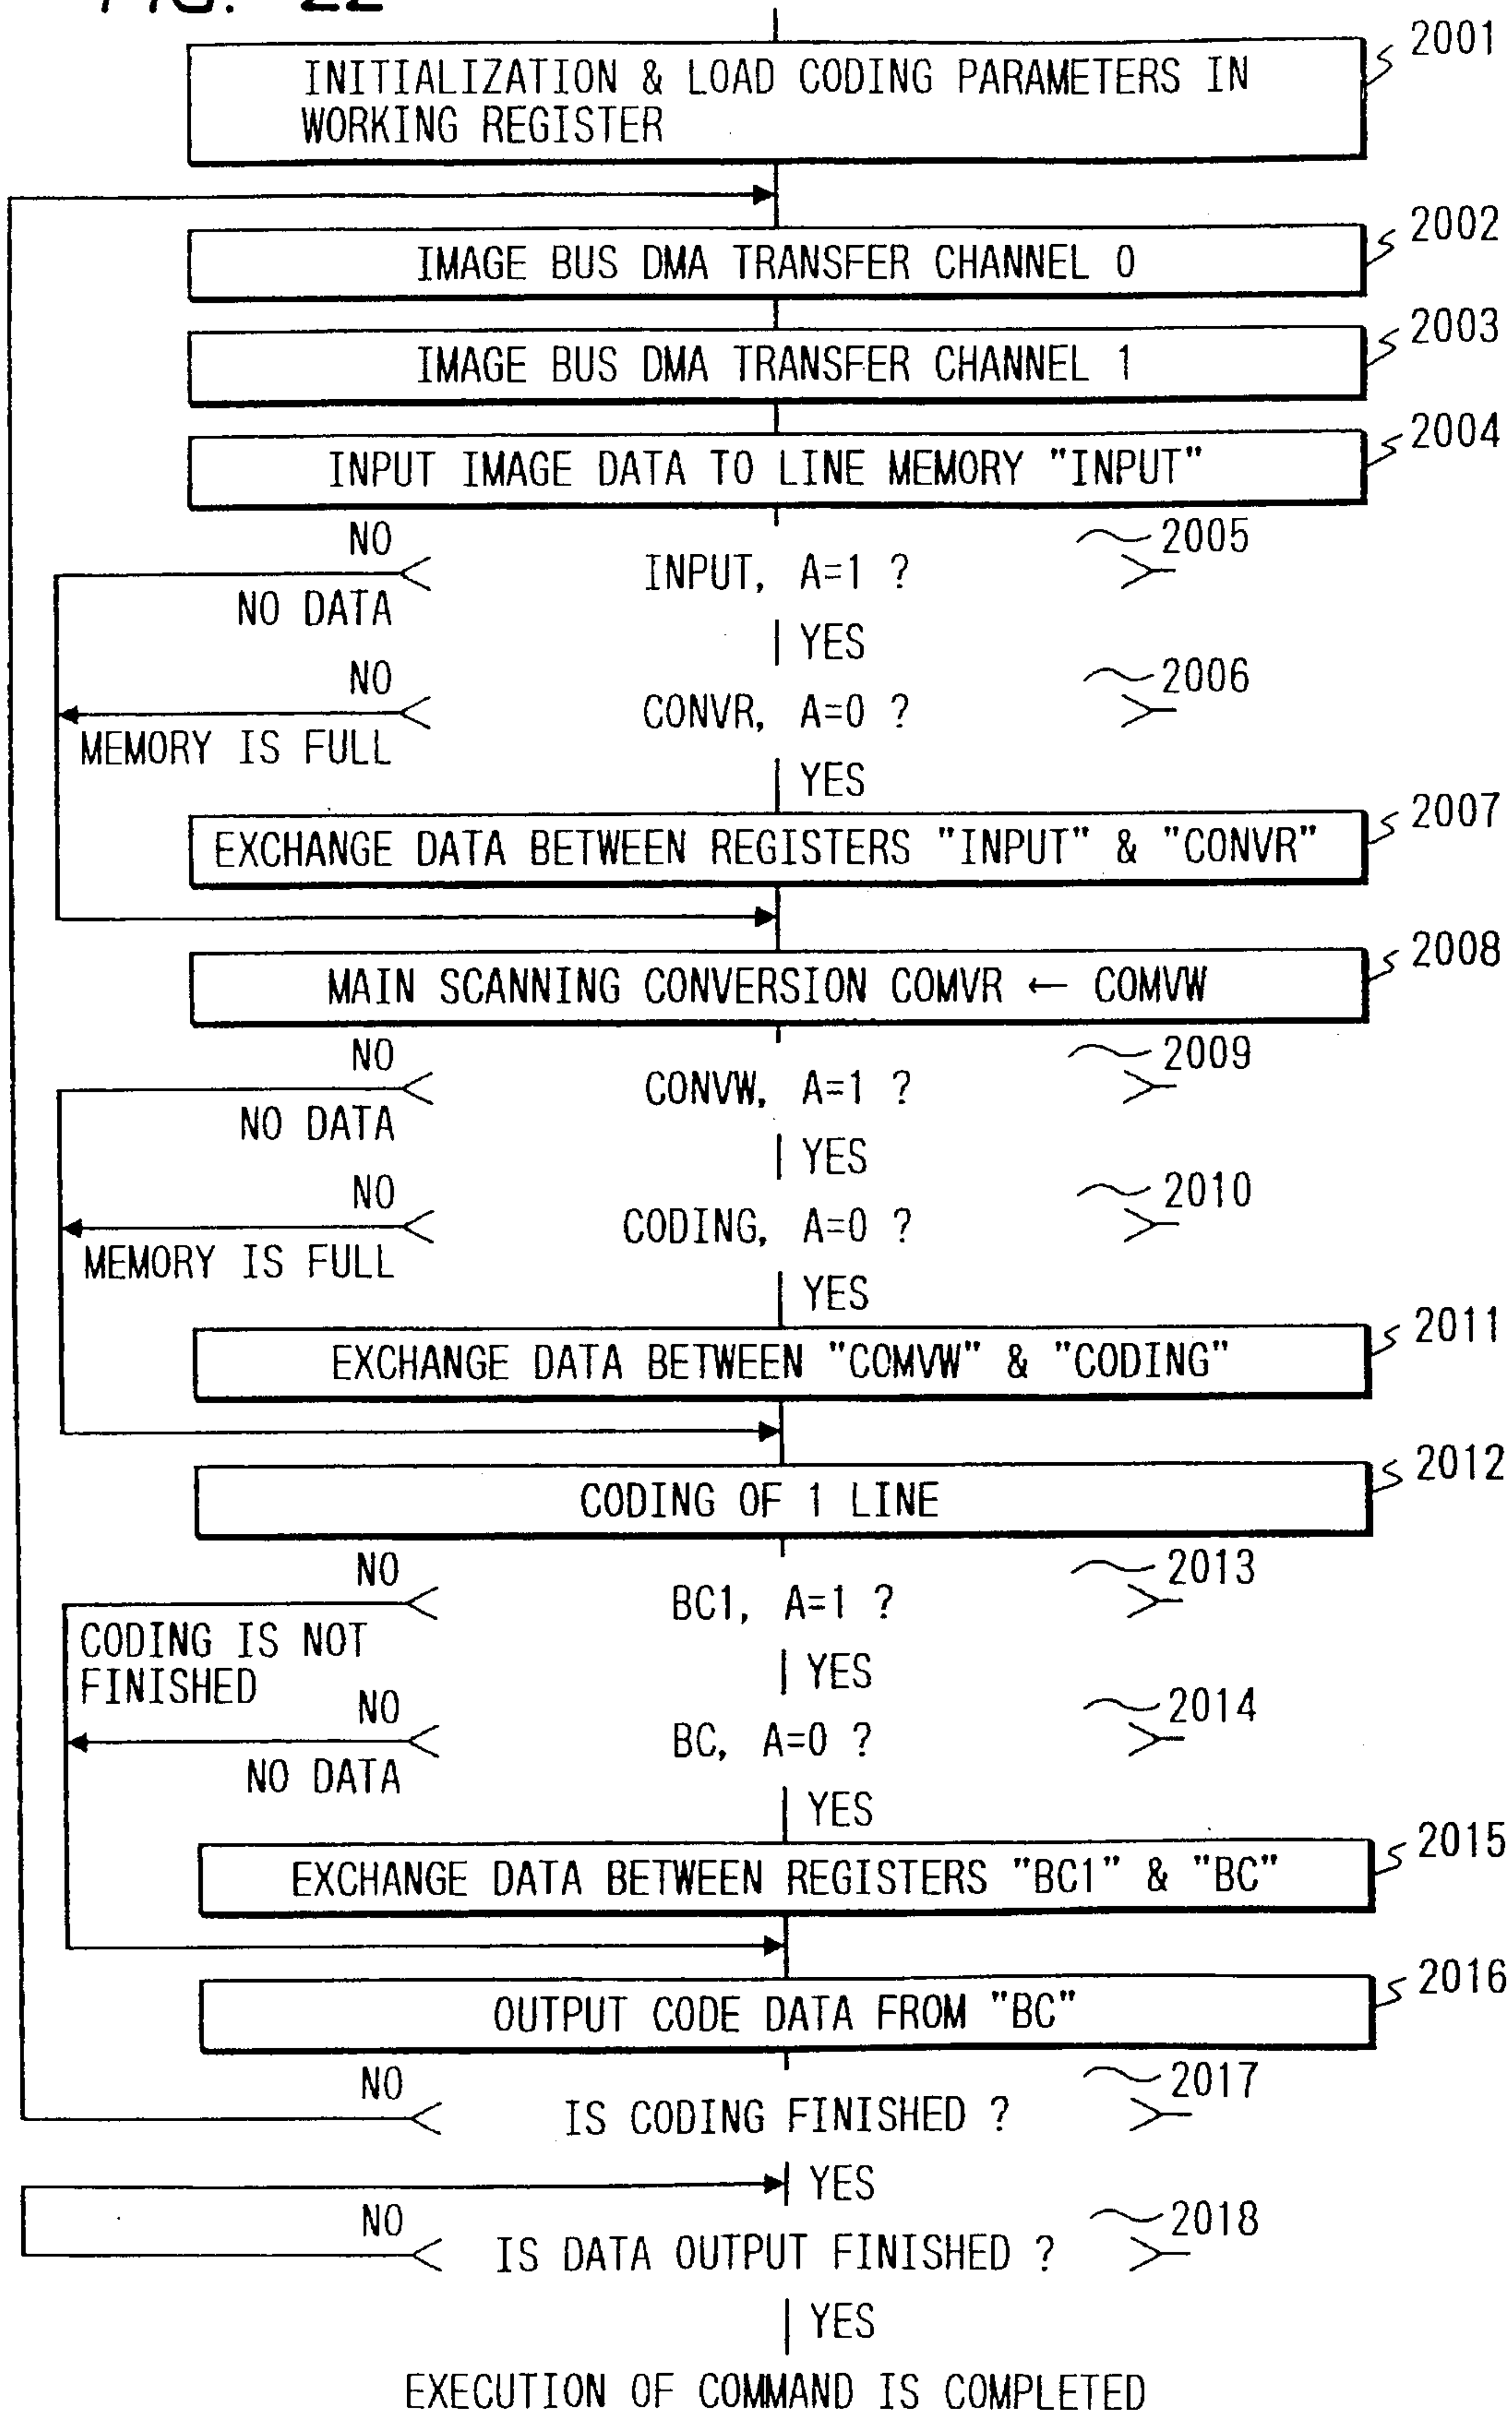 FIG. 22
2001
INITIALIZATION & LOAD CODING PARAMETERS IN
WORKING REGISTER
2002
IMAGE BUS DMA TRANSFER CHANNEL 0
2003
IMAGE BUS DMA TRANSFER CHANNEL 1
2004
INPUT IMAGE DATA TO LINE MEMORY "INPUT"
NO
2005
INPUT, A=1 ?
NO DATA
YES
NO
2006
CONVR, A=0 ?
MEMORY IS FULL
YES
2007
EXCHANGE DATA BETWEEN REGISTERS "INPUT" & "CONVR"
2008
MAIN SCANNING CONVERSION COMVR ← COMVW
NO
2009
CONVW, A=1 ?
NO DATA
YES
NO
2010
CODING, A=0 ?
MEMORY IS FULL
YES
2011
EXCHANGE DATA BETWEEN "COMVW" & "CODING"
2012
CODING OF 1 LINE
NO
2013
BC1, A=1 ?
CODING IS NOT
FINISHED
YES
NO
2014
BC, A=0 ?
NO DATA
YES
2015
EXCHANGE DATA BETWEEN REGISTERS "BC1" & "BC"
2016
OUTPUT CODE DATA FROM "BC"
NO
2017
IS CODING FINISHED ?
YES
NO
2018
IS DATA OUTPUT FINISHED ?
YES
EXECUTION OF COMMAND IS COMPLETED